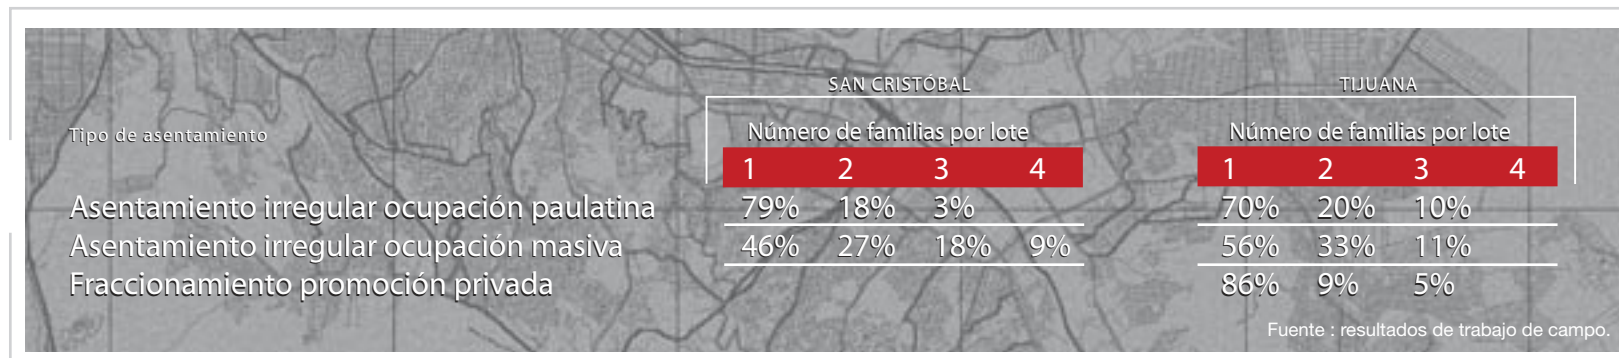 SAN CRISTÓBAL TIJUANA
Tipo de asentamiento Número de familias por lote Número de familias por lote
1 2 3 4 1 2 3 4
Asentamiento irregular ocupación paulatina 79% 18% 3% 70% 20% 10%
Asentamiento irregular ocupación masiva 46% 27% 18% 9% 56% 33% 11%
Fraccionamiento promoción privada 86% 9% 5%
Fuente : resultados de trabajo de campo.